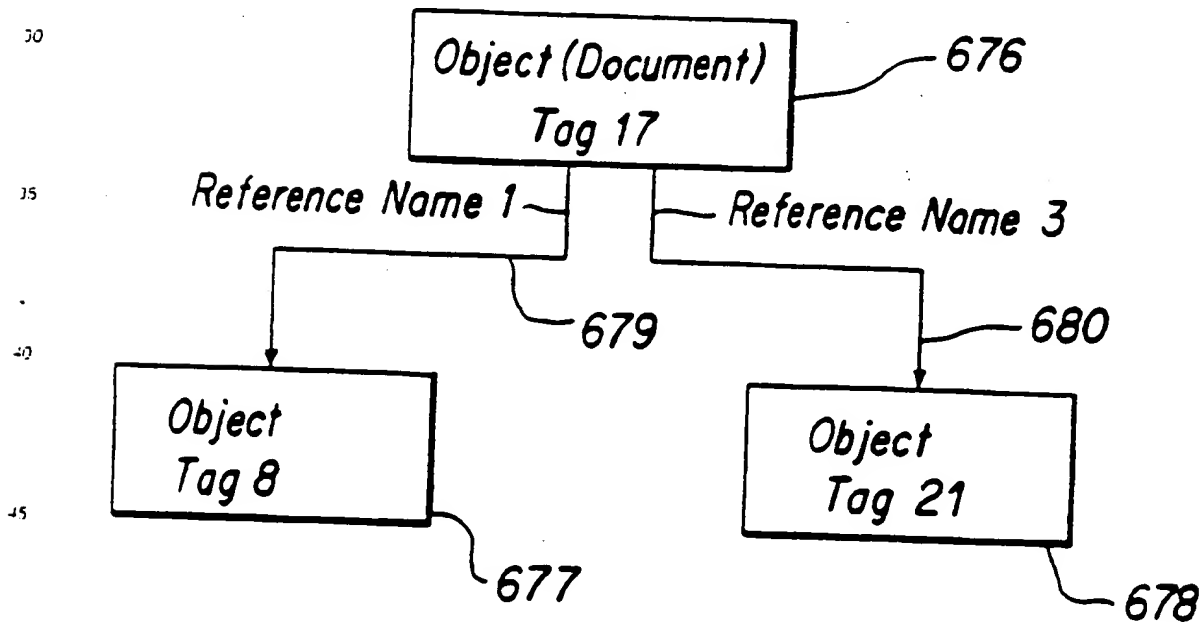 Object (Document)
Tag 17
676
Reference Name 1
Reference Name 3
679
680
Object
Tag 8
677
Object
Tag 21
678
35
40
45